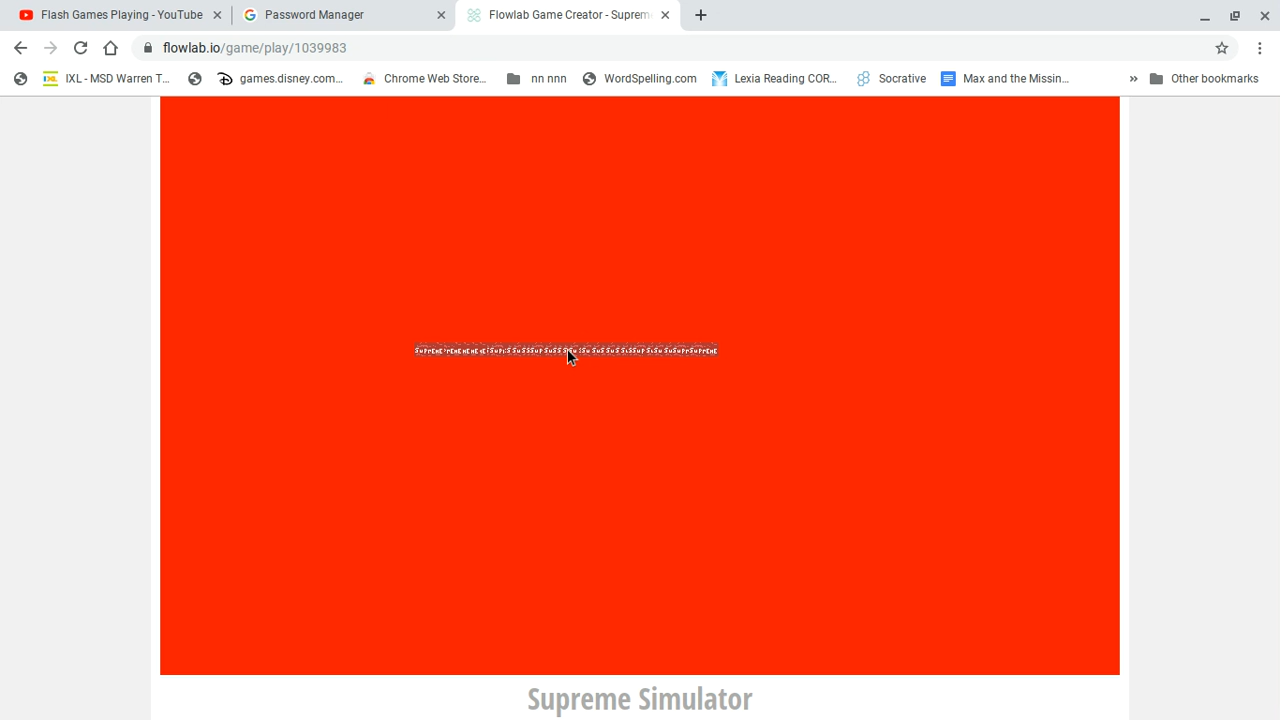 Flash Games Playing - YouTube
Password Manager
Flowlab Game Creator - Suprem
flowlab.io/game/play/1039983
IXL - MSD Warren T...
games.disney.com...
Chrome Web Store...
nn nnn
WordSpelling.com
Lexia Reading COR...
Socrative
Max and the Missin...
»
Other bookmarks
Supreme Simulator